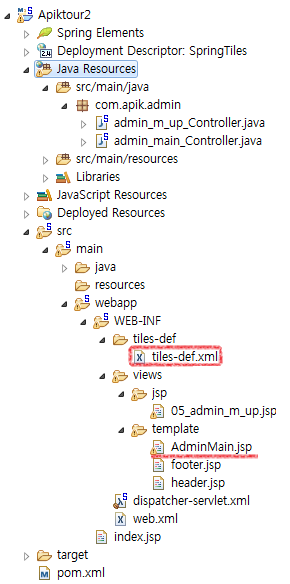 Apiktour2
Spring Elements
Deployment Descriptor: SpringTiles
Java Resources
src/main/java
com.apik.admin
admin_m_up_Controller.java
admin_main_Controller.java
src/main/resources
Libraries
JavaScript Resources
Deployed Resources
src
main
java
resources
webapp
WEB-INF
tiles-def
tiles-def.xml
views
jsp
05_admin_m_up.jsp
template
AdminMain.jsp
footer.jsp
header.jsp
dispatcher-servlet.xml
web.xml
index.jsp
target
pom.xml